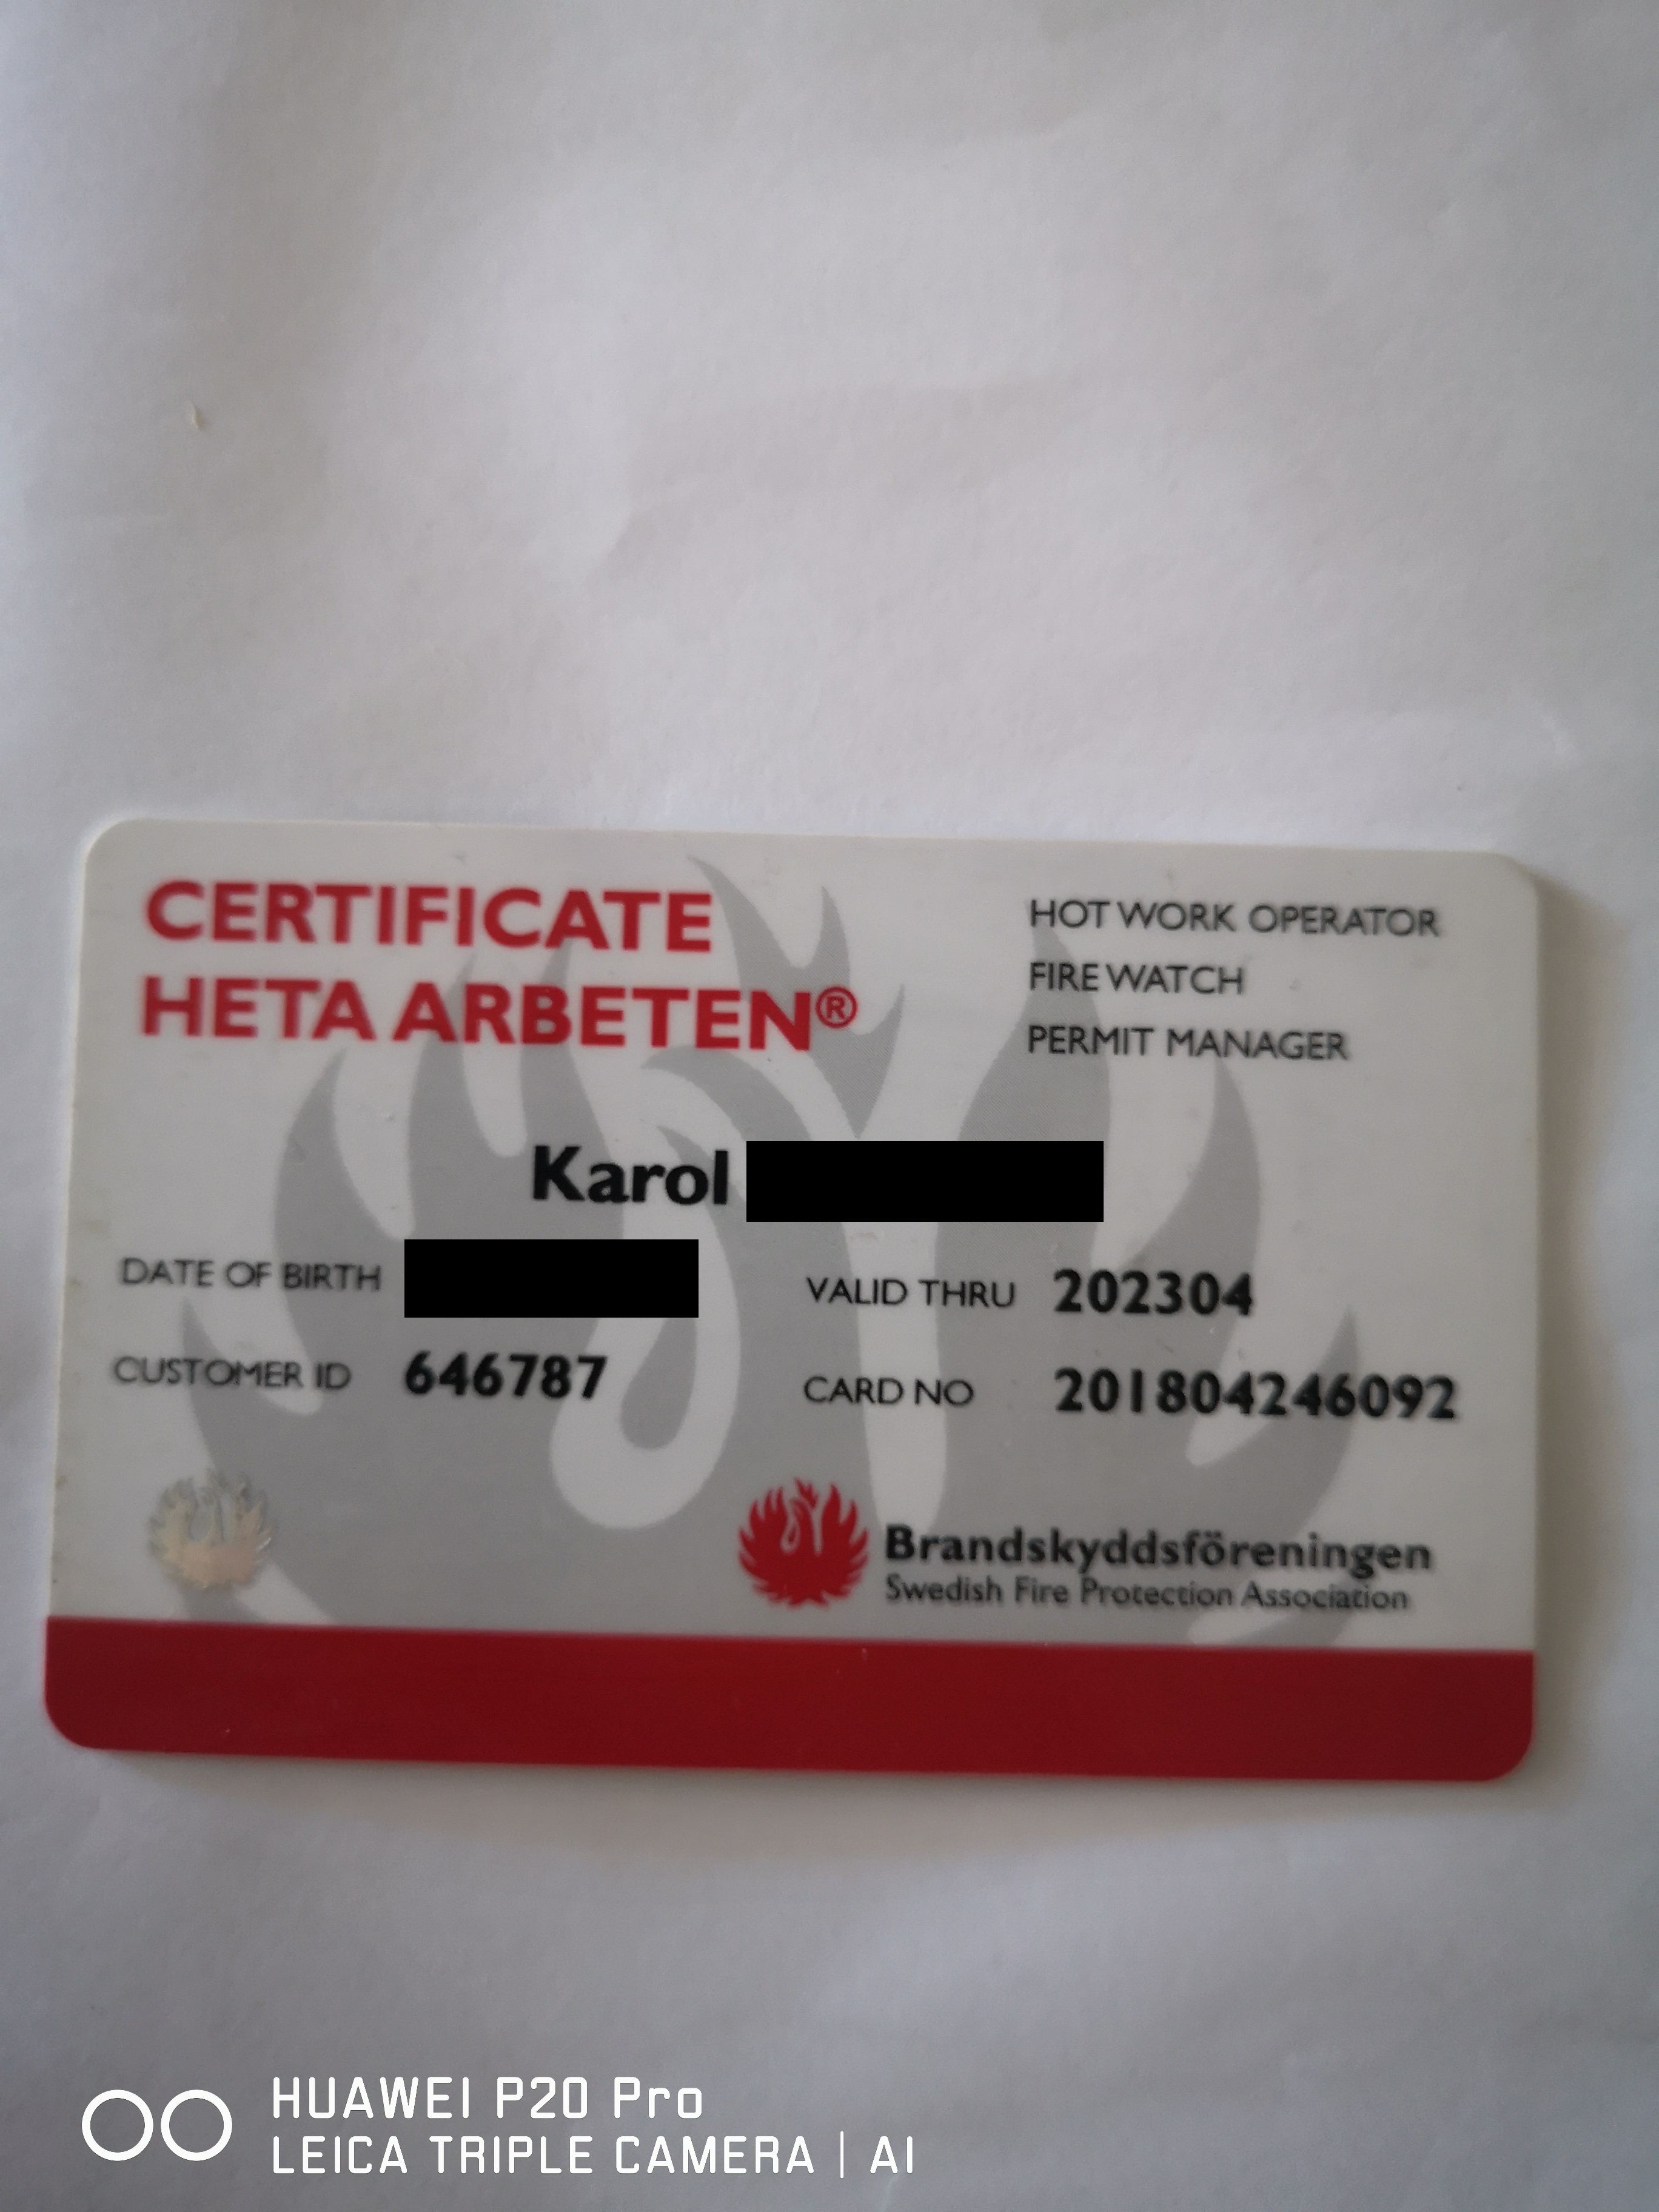 CERTIFICATE
HETA ARBETEN®
HOT WORK OPERATOR
FIRE WATCH
PERMIT MANAGER
Karol
DATE OF BIRTH
VALID THRU 202304
CUSTOMER ID 646787
CARD NO 201804246092
Brandskyddsföreningen
Swedish Fire Protection Association
HUAWEI P20 Pro
LEICA TRIPLE CAMERA | AI